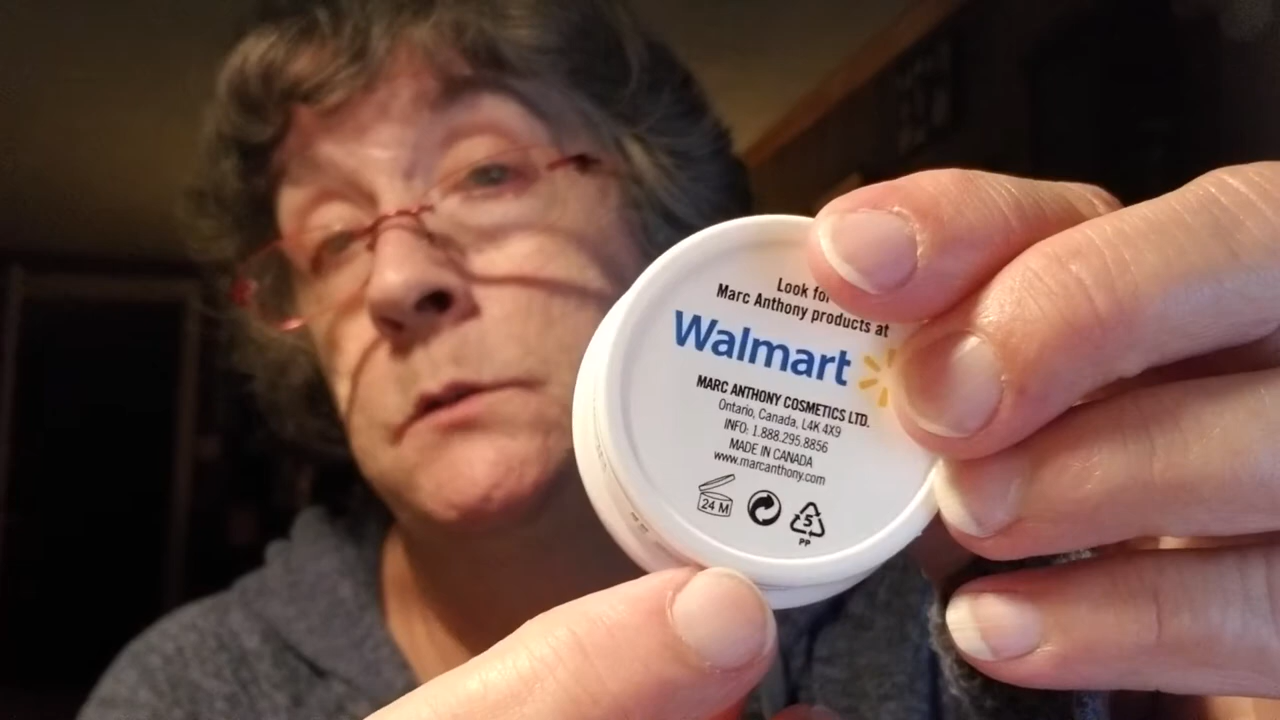 Look for
Marc Anthony products at
Walmart
MARC ANTHONY COSMETICS LTD.
Ontario, Canada, L4K 4X9
INFO: 1.888.295.8856
MADE IN CANADA
www.marcanthony.com
24 M
5
PP